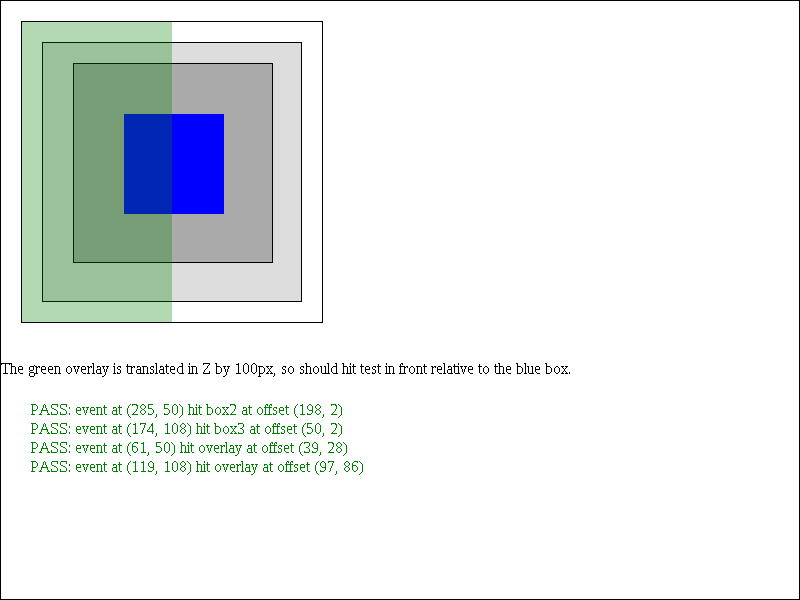 The green overlay is translated in Z by 100px, so should hit test in front relative to the blue box.
PASS: event at (285, 50) hit box2 at offset (198, 2)
PASS: event at (174, 108) hit box3 at offset (50, 2)
PASS: event at (61, 50) hit overlay at offset (39, 28)
PASS: event at (119, 108) hit overlay at offset (97, 86)